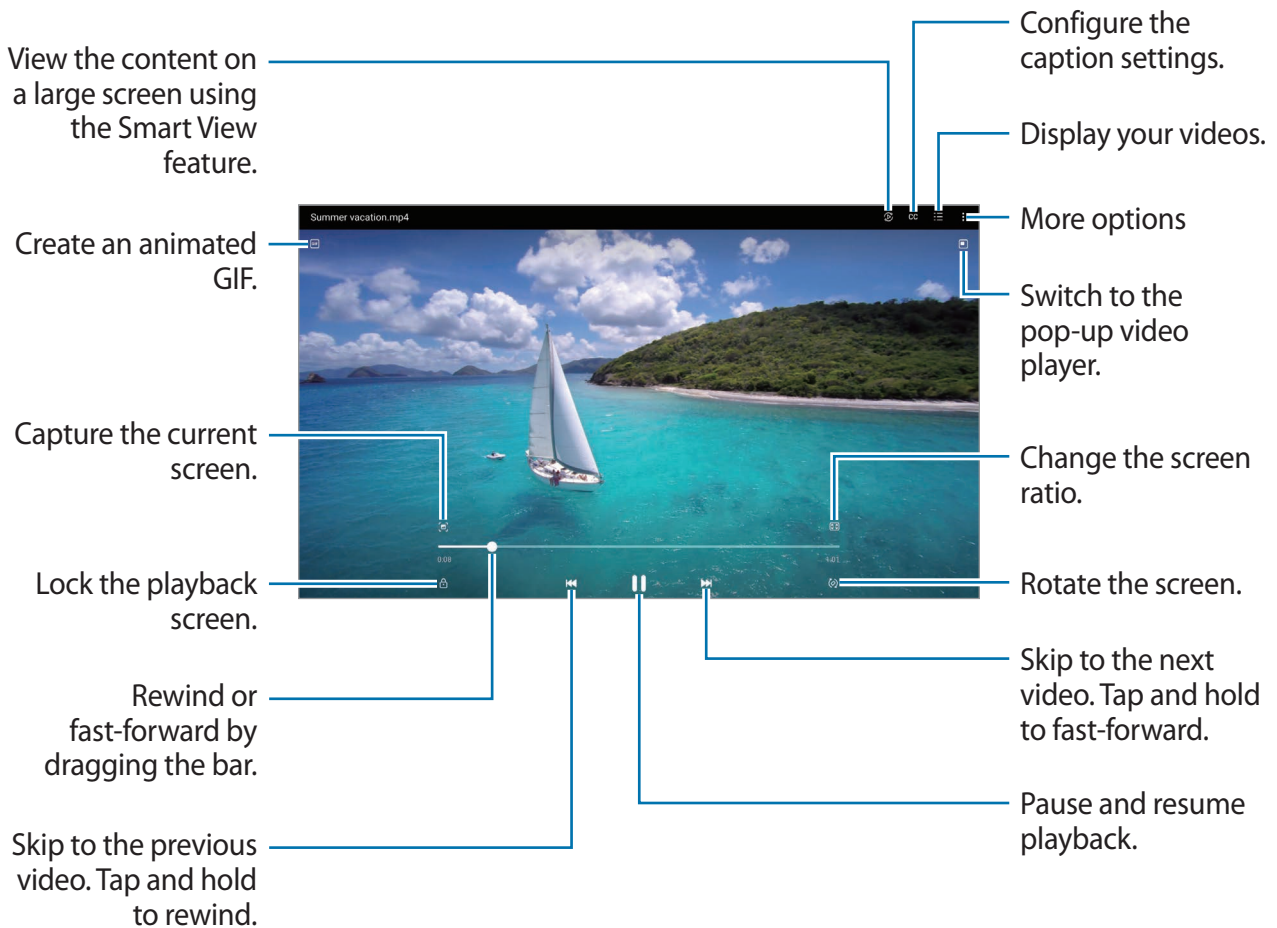 View the content on
a large screen using
the Smart View
feature.
Create an animated
GIF.
Capture the current
screen.
Lock the playback
screen.
Rewind or
fast-forward by
dragging the bar.
Skip to the previous
video. Tap and hold
to rewind.
Summer vacation.mp4
CC
GIF
0:08
Configure the
caption settings.
Display your videos.
More options
Switch to the
pop-up video
player.
Change the screen
ratio.
Rotate the screen.
Skip to the next
video. Tap and hold
to fast-forward.
Pause and resume
playback.